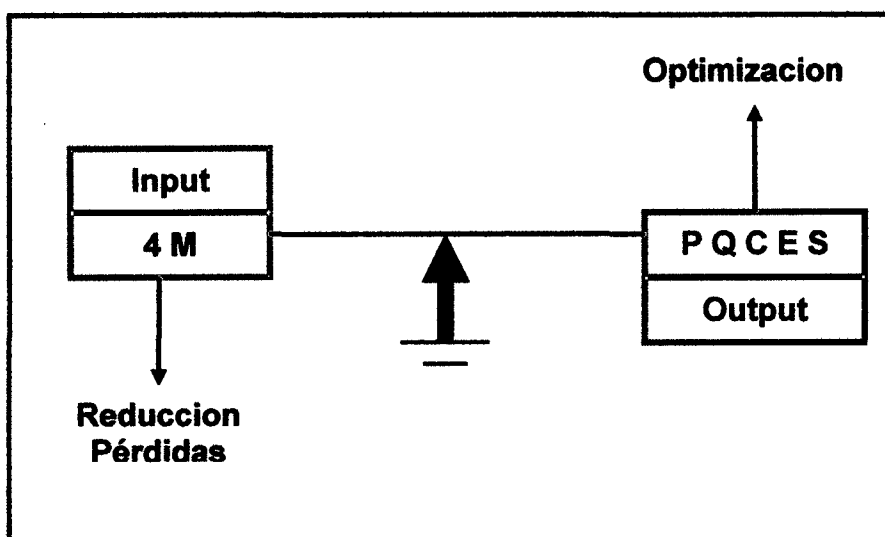 Optimizacion
Input
4 M
P Q C E S
Output
Reduccion
Pérdidas